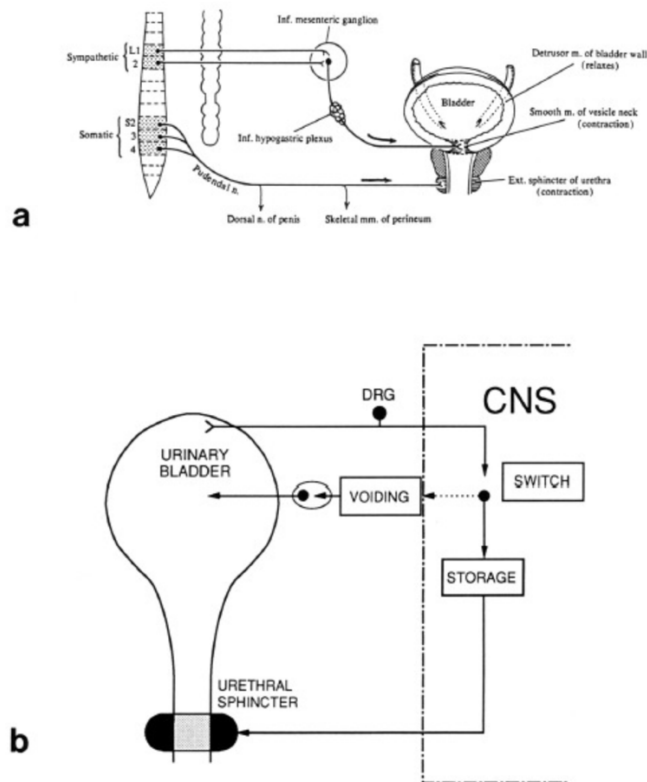 Inf. mesenteric ganglion
Sympathetic
L1
2
Detrusor m. of bladder wall
(relaxes)
Bladder
Smooth m. of vesicle neck
(contraction)
Somatic
S2
3
4
Inf. hypogastric plexus
Pudendal n.
Ext. sphincter of urethra
(contraction)
Dorsal n. of penis
Skeletal mm. of perineum
a
DRG
CNS
URINARY
BLADDER
VOIDING
SWITCH
STORAGE
URETHRAL
SPHINCTER
b